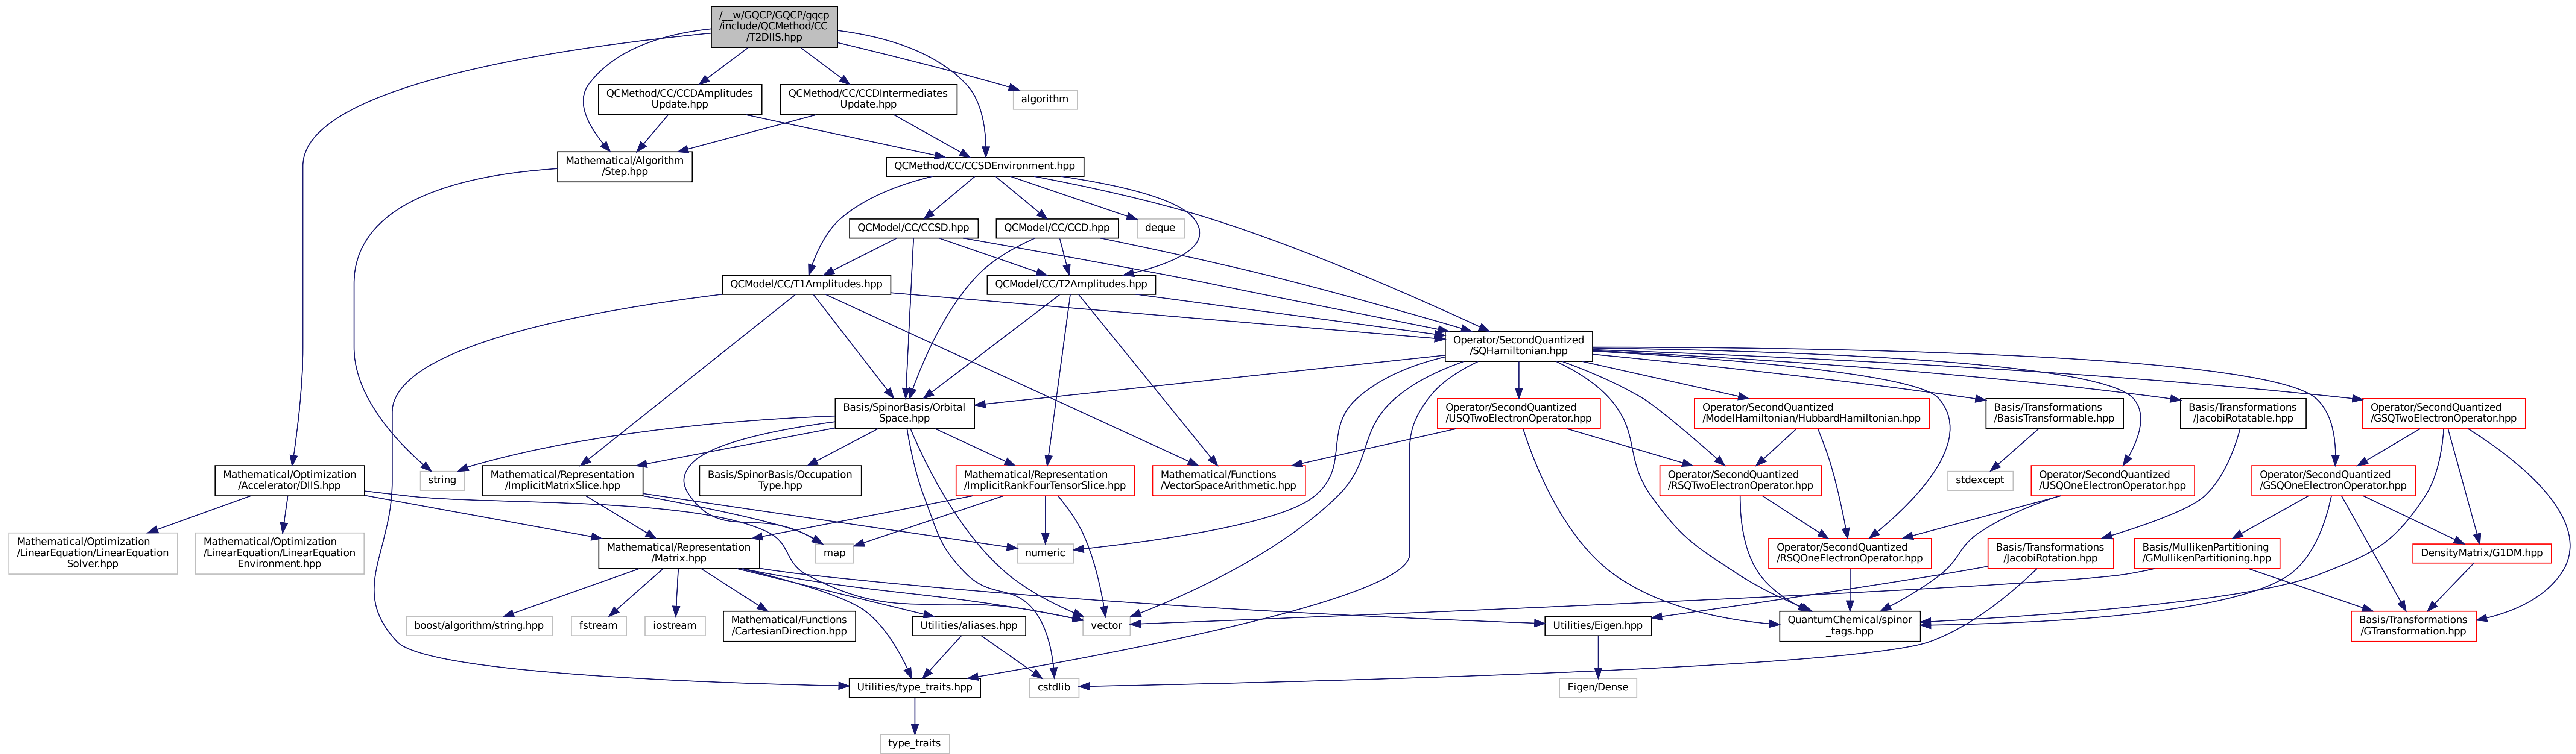 /__w/GQCP/GQCP/gqcp
/include/QCMethod/CC
/T2DIIS.hpp
QCMethod/CC/CCDAmplitudes
Update.hpp
QCMethod/CC/CCDIntermediates
Update.hpp
algorithm
Mathematical/Algorithm
/Step.hpp
QCMethod/CC/CCSDEnvironment.hpp
QCModel/CC/CCSD.hpp
QCModel/CC/CCD.hpp
deque
QCModel/CC/T1Amplitudes.hpp
QCModel/CC/T2Amplitudes.hpp
Operator/SecondQuantized
/SQHamiltonian.hpp
Basis/SpinorBasis/Orbital
Space.hpp
Operator/SecondQuantized
/USQTwoElectronOperator.hpp
Operator/SecondQuantized
/ModelHamiltonian/HubbardHamiltonian.hpp
Basis/Transformations
/BasisTransformable.hpp
Basis/Transformations
/JacobiRotatable.hpp
Operator/SecondQuantized
/GSQTwoElectronOperator.hpp
Mathematical/Optimization
/Accelerator/DIIS.hpp
string
Mathematical/Representation
/ImplicitMatrixSlice.hpp
Basis/SpinorBasis/Occupation
Type.hpp
Mathematical/Representation
/ImplicitRankFourTensorSlice.hpp
Mathematical/Functions
/VectorSpaceArithmetic.hpp
Operator/SecondQuantized
/RSQTwoElectronOperator.hpp
stdexcept
Operator/SecondQuantized
/USQOneElectronOperator.hpp
Operator/SecondQuantized
/GSQOneElectronOperator.hpp
Mathematical/Optimization
/LinearEquation/LinearEquation
Solver.hpp
Mathematical/Optimization
/LinearEquation/LinearEquation
Environment.hpp
Mathematical/Representation
/Matrix.hpp
map
numeric
Operator/SecondQuantized
/RSQOneElectronOperator.hpp
Basis/Transformations
/JacobiRotation.hpp
Basis/MullikenPartitioning
/GMullikenPartitioning.hpp
DensityMatrix/G1DM.hpp
boost/algorithm/string.hpp
fstream
iostream
Mathematical/Functions
/CartesianDirection.hpp
Utilities/aliases.hpp
vector
Utilities/Eigen.hpp
QuantumChemical/spinor
_tags.hpp
Basis/Transformations
/GTransformation.hpp
Utilities/type_traits.hpp
cstdlib
Eigen/Dense
type_traits